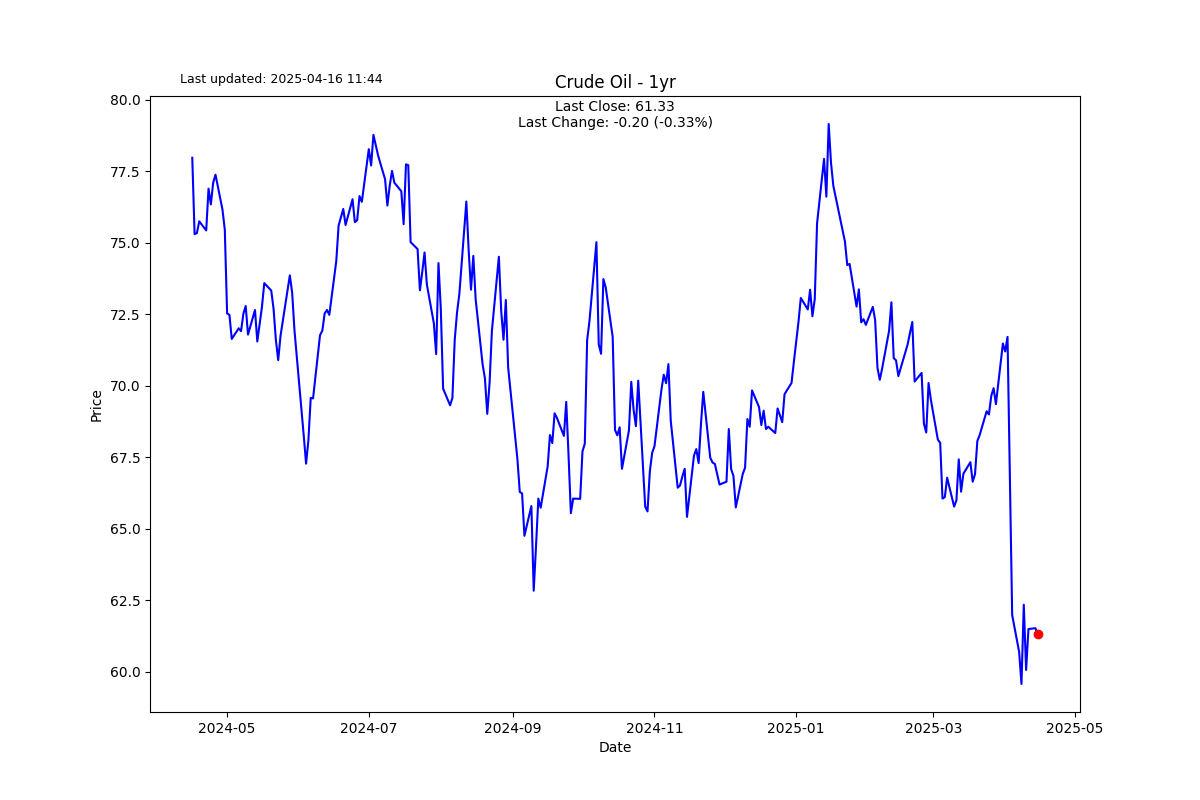 Last updated: 2025-04-16 11:44
Crude Oil - 1yr
Last Close: 61.33
Last Change: -0.20 (-0.33%)
80.0
77.5
75.0
72.5
70.0
67.5
65.0
62.5
60.0
Price
2024-05 2024-07 2024-09 2024-11 2025-01 2025-03 2025-05
Date